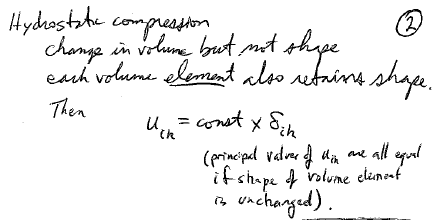 Hydrostatic compression
②
change in volume but not shape
each volume element also retains shape.
Then
u_ik = const × δ_ik
(principal values of u_ik are all equal
if shape of volume element
is unchanged).